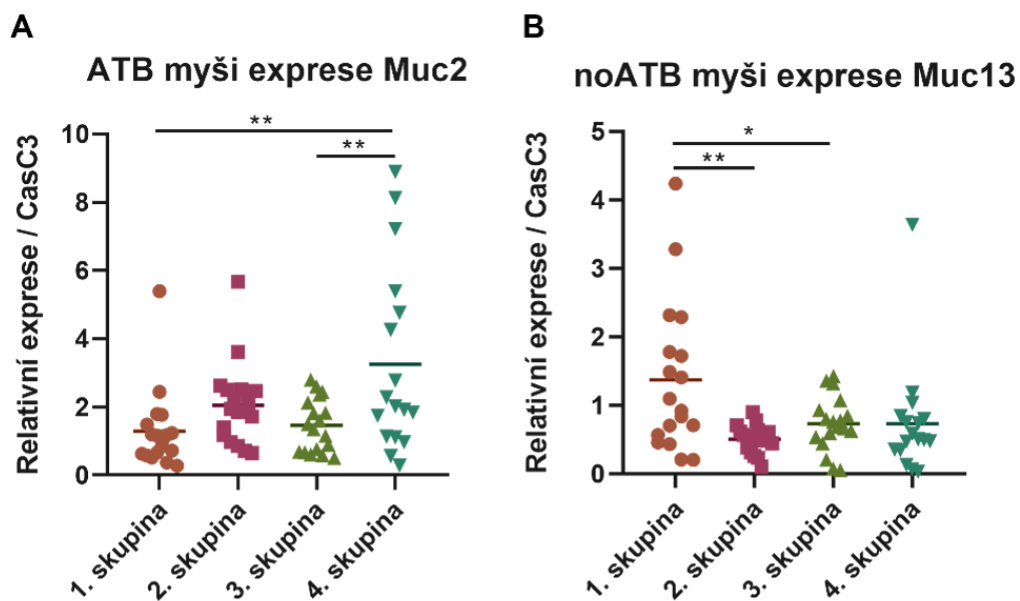 A
ATB myši exprese Muc2
Relativní exprese / CasC3
10
8
6
4
2
0
**
**
1. skupina
2. skupina
3. skupina
4. skupina
B
noATB myši exprese Muc13
Relativní exprese / CasC3
5
4
3
2
1
0
*
**
1. skupina
2. skupina
3. skupina
4. skupina